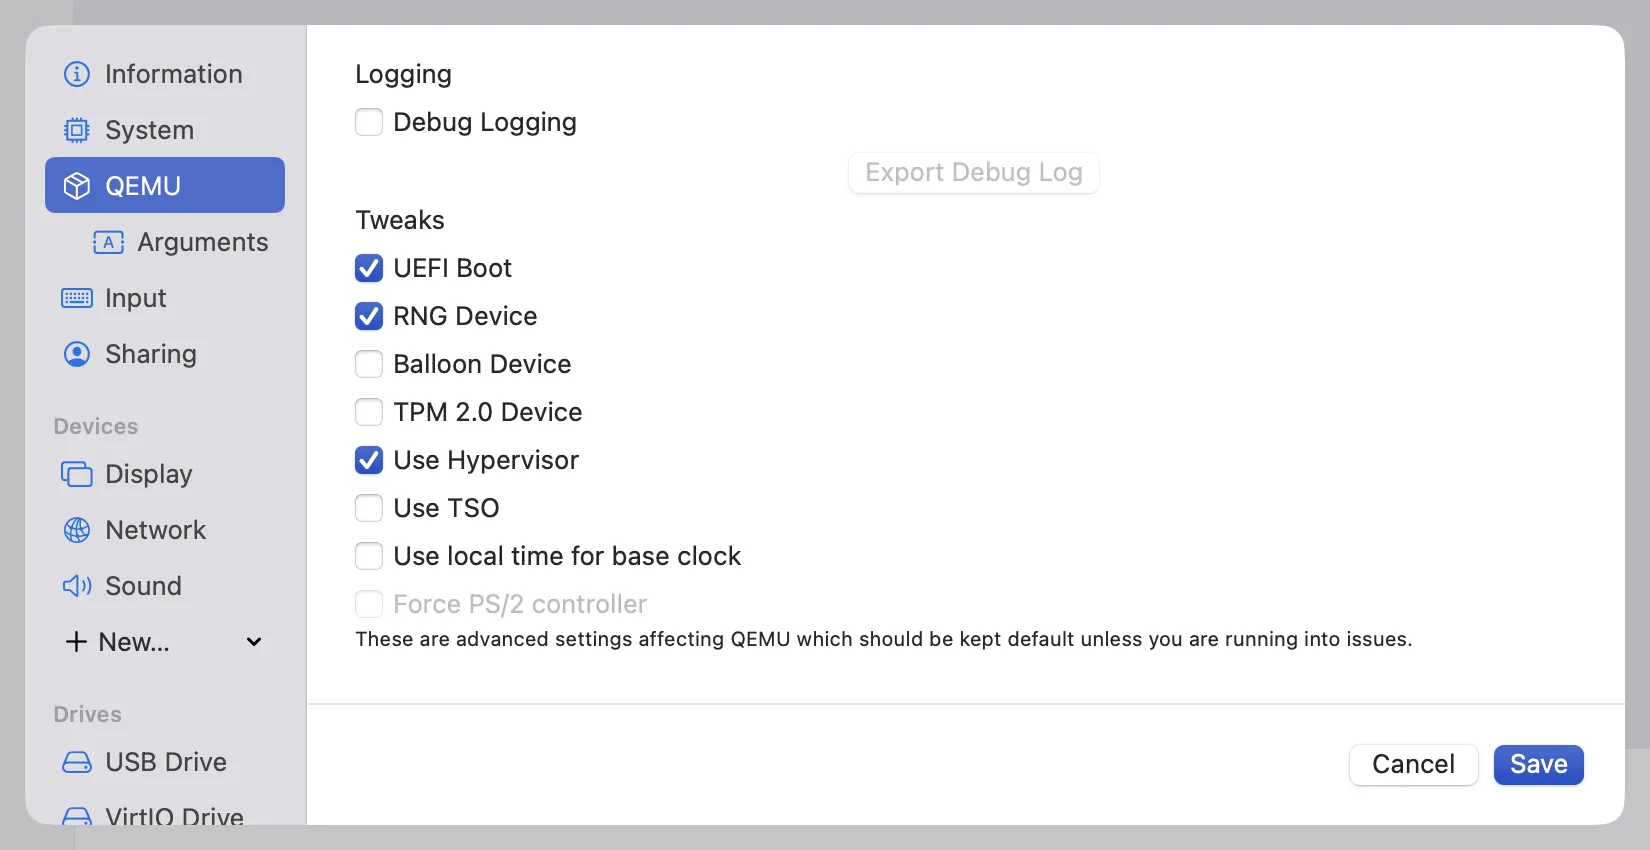 Information
System
QEMU
Arguments
Input
Sharing
Devices
Display
Network
Sound
New...
Drives
USB Drive
VirtIO Drive
Logging
Debug Logging
Export Debug Log
Tweaks
UEFI Boot
RNG Device
Balloon Device
TPM 2.0 Device
Use Hypervisor
Use TSO
Use local time for base clock
Force PS/2 controller
These are advanced settings affecting QEMU which should be kept default unless you are running into issues.
Cancel
Save